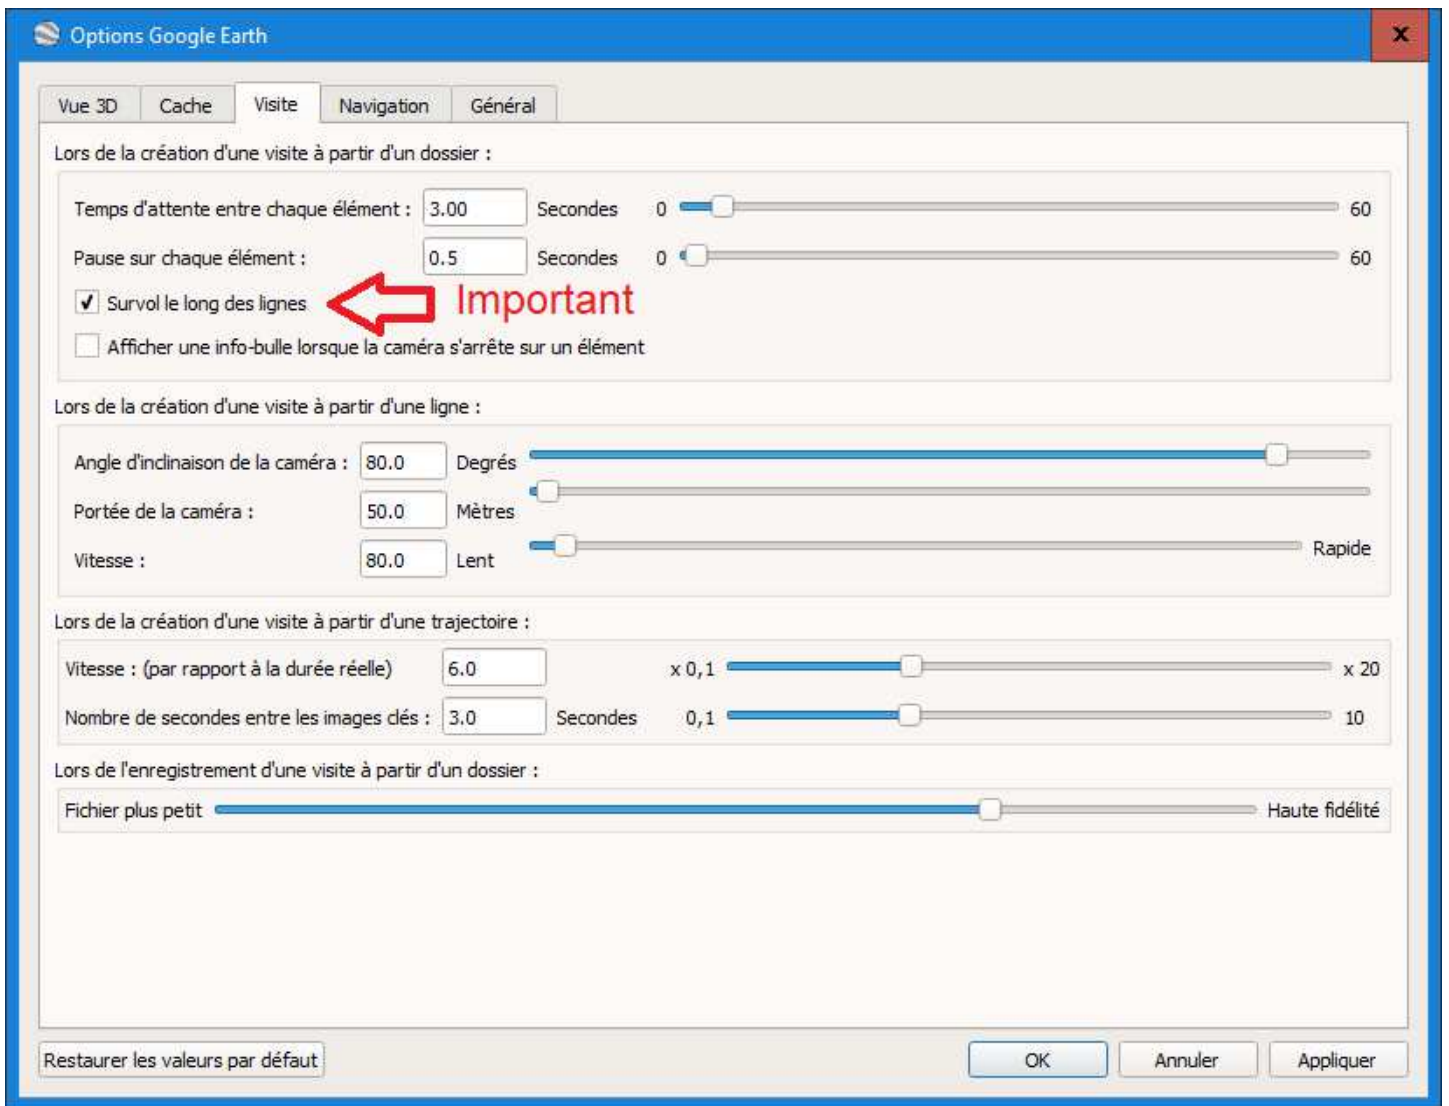 Options Google Earth
Vue 3D Cache Visite Navigation Général
Lors de la création d'une visite à partir d'un dossier :
Temps d'attente entre chaque élément : 3.00 Secondes 0 60
Pause sur chaque élément : 0.5 Secondes 0 60
Survol le long des lignes Important
Afficher une info-bulle lorsque la caméra s'arrête sur un élément
Lors de la création d'une visite à partir d'une ligne :
Angle d'inclinaison de la caméra : 80.0 Degrés
Portée de la caméra : 50.0 Mètres
Vitesse : 80.0 Lent Rapide
Lors de la création d'une visite à partir d'une trajectoire :
Vitesse : (par rapport à la durée réelle) 6.0 x 0,1 x 20
Nombre de secondes entre les images clés : 3.0 Secondes 0,1 10
Lors de l'enregistrement d'une visite à partir d'un dossier :
Fichier plus petit Haute fidélité
Restaurer les valeurs par défaut OK Annuler Appliquer